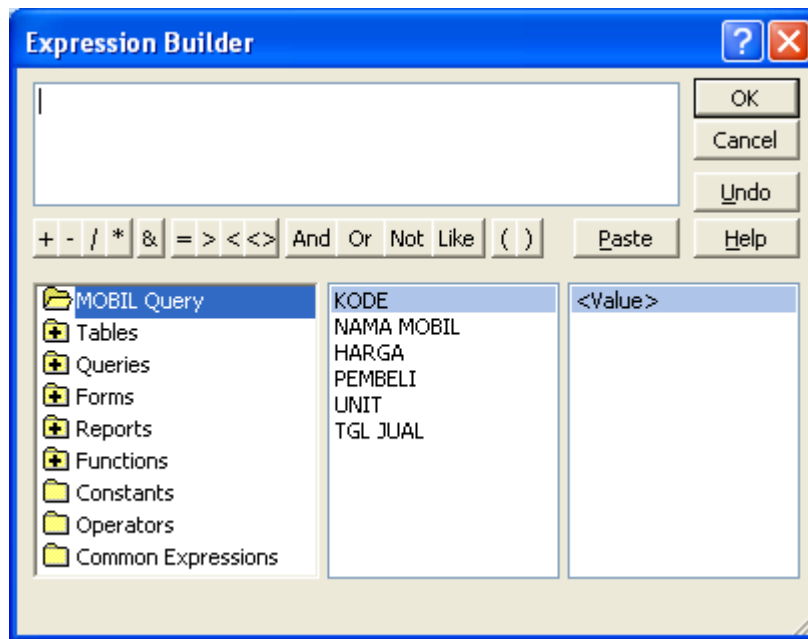 Expression Builder
?
OK
Cancel
Undo
+ - / * & = > < <> And Or Not Like ( ) Paste Help
MOBIL Query
Tables
Queries
Forms
Reports
Functions
Constants
Operators
Common Expressions
KODE
NAMA MOBIL
HARGA
PEMBELI
UNIT
TGL JUAL
<Value>